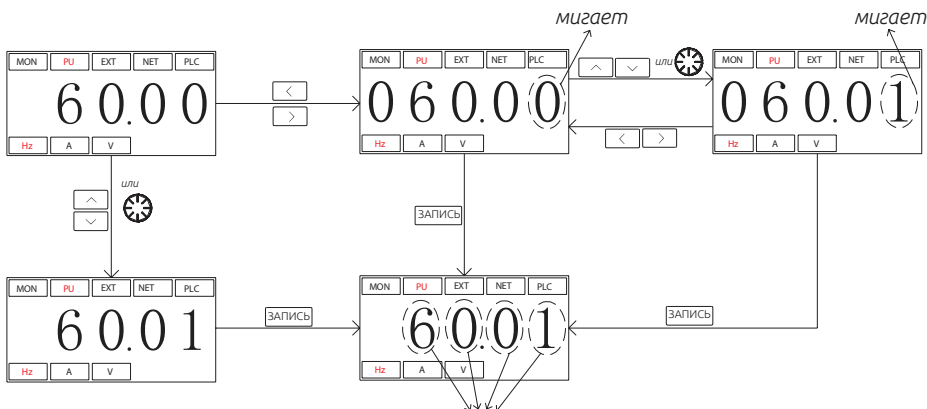 мигает мигает
MON PU EXT NET PLC
60.00
Hz A V
MON PU EXT NET PLC
060.00
Hz A V
или
MON PU EXT NET PLC
060.01
Hz A V
или
ЗАПИСЬ
MON PU EXT NET PLC
60.01
Hz A V
ЗАПИСЬ
MON PU EXT NET PLC
60.01
Hz A V
ЗАПИСЬ